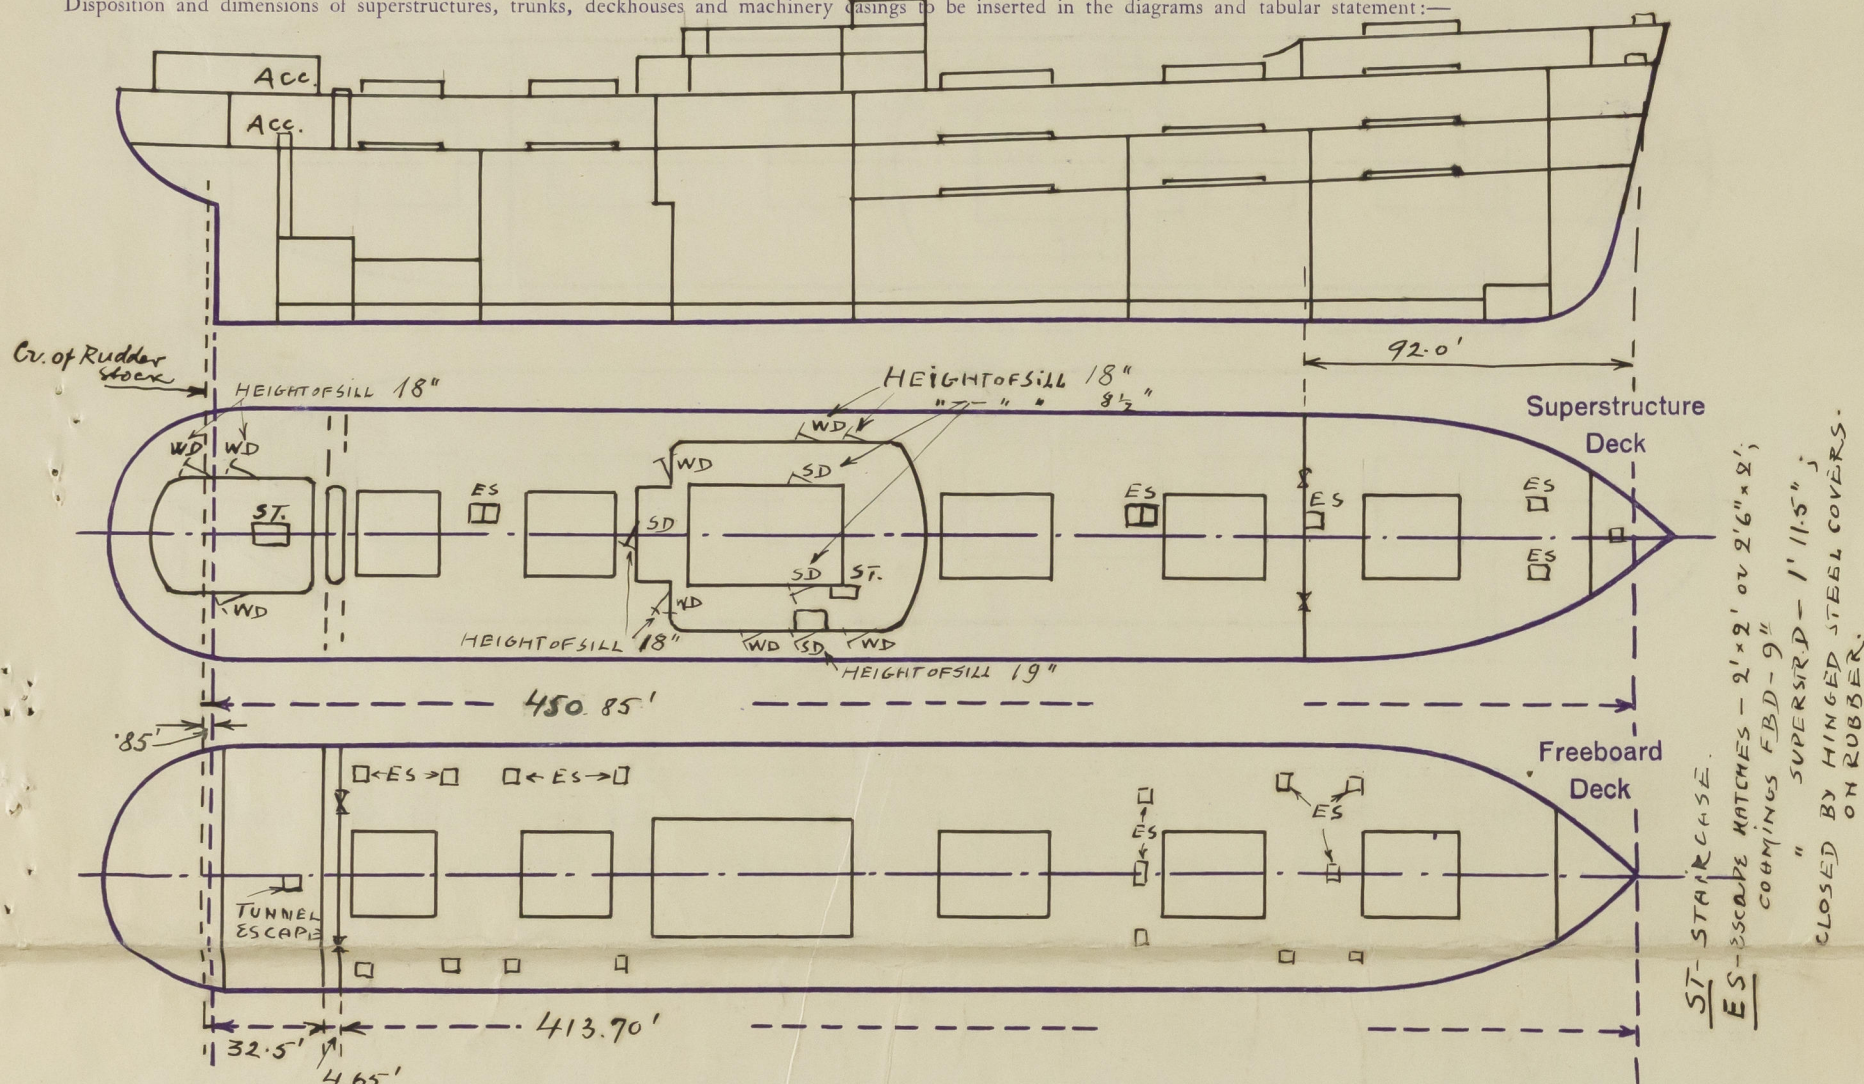 Disposition and dimensions of superstructures, trunks, deckhouses and machinery casings to be inserted in the diagrams and tabular statement:—
Acc.
Acc.
92.0'
Cr. of Rudder
stock
HEIGHT OF SILL 18"
HEIGHT OF SILL 18"
" — " " 8½"
Superstructure
Deck
WD
WD
WD
WD
SD
ES
ES
ES
ES
ST.
SD
SD
ST.
ES
WD
WD
HEIGHT OF SILL 18"
WD
SD
WD
HEIGHT OF SILL 19"
450.85'
.85'
Freeboard
Deck
←ES→
←ES→
ES
ES
TUNNEL
ESCAPE
413.70'
32.5'
4.65'
ST- STAIRCASE.
ES- ESCAPE HATCHES – 2'×2' or 2'6"×2';
COAMINGS FBD – 9"
" SUPERSTR.D – 1' 11.5";
CLOSED BY HINGED STEEL COVERS.
ON RUBBER.